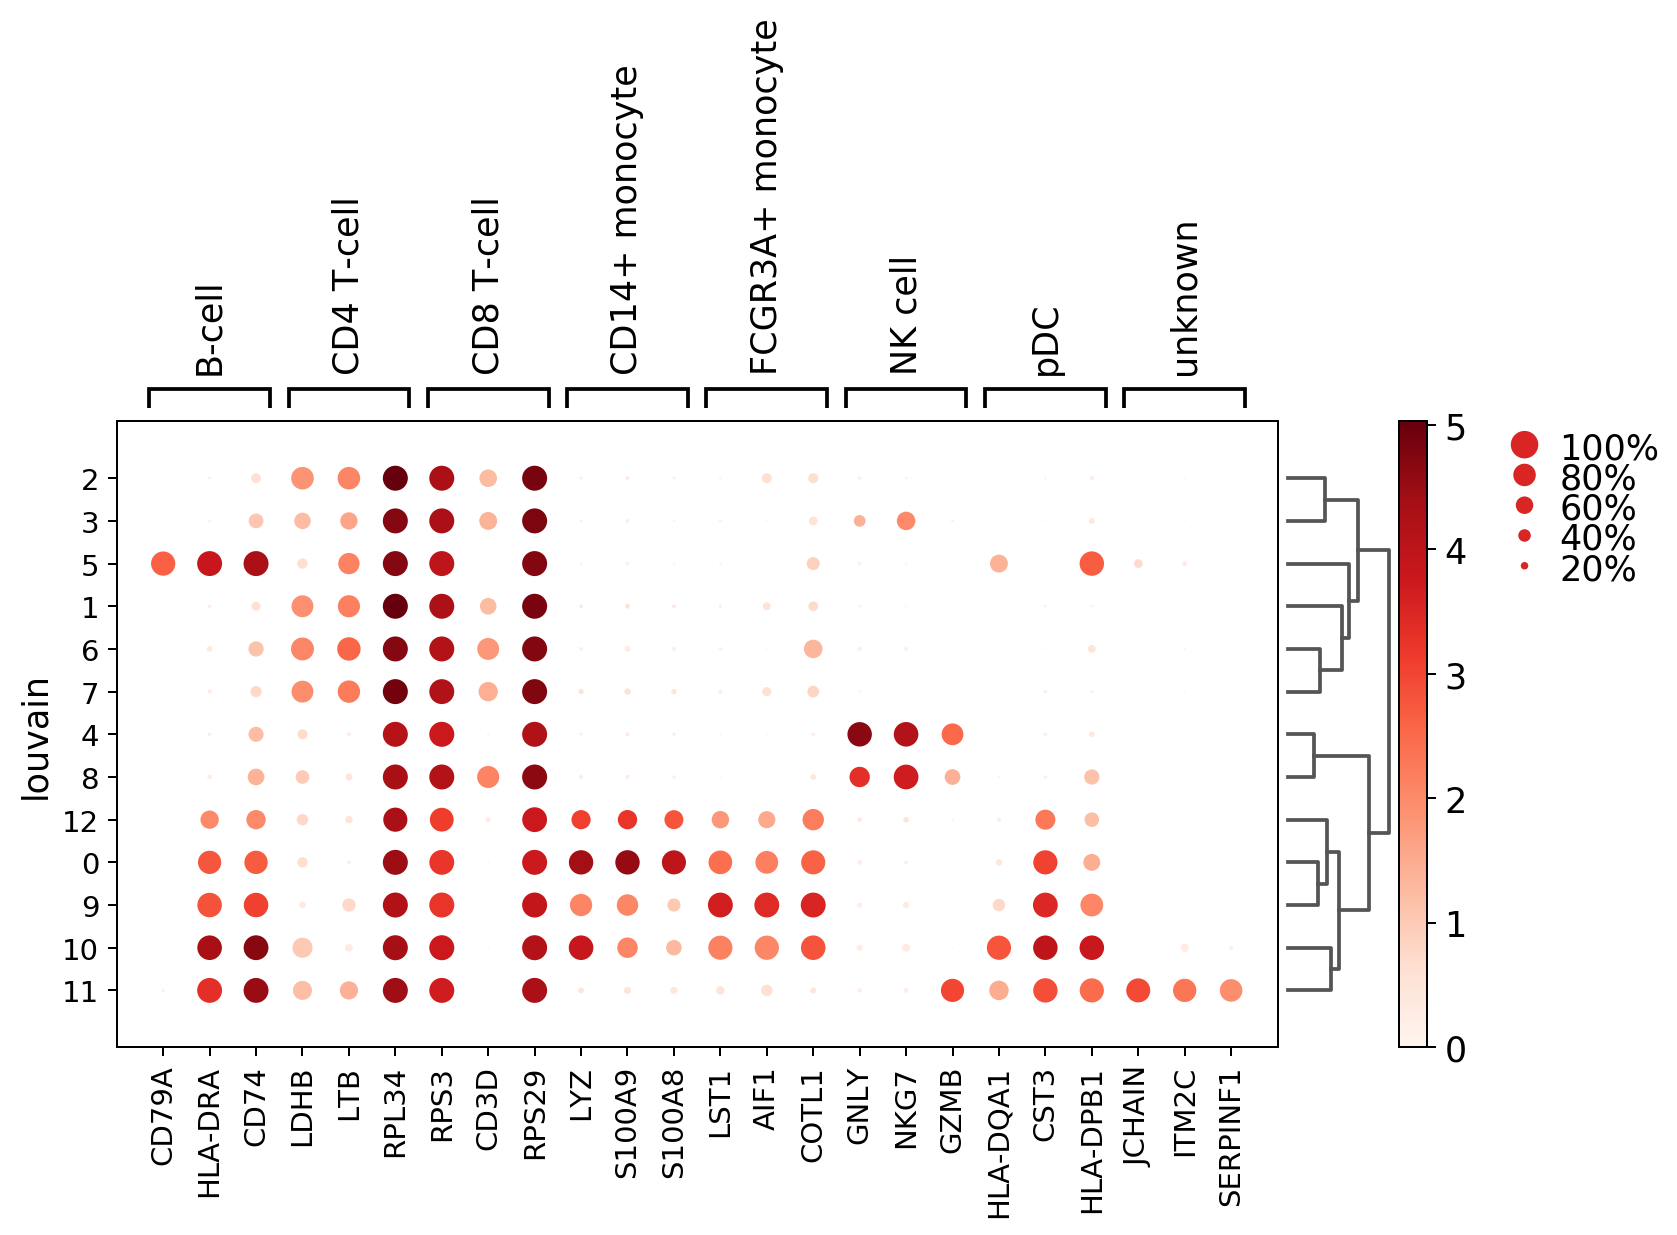 B-cell
CD4 T-cell
CD8 T-cell
CD14+ monocyte
FCGR3A+ monocyte
NK cell
pDC
unknown
louvain
2
3
5
1
6
7
4
8
12
0
9
10
11
CD79A
HLA-DRA
CD74
LDHB
LTB
RPL34
RPS3
CD3D
RPS29
LYZ
S100A9
S100A8
LST1
AIF1
COTL1
GNLY
NKG7
GZMB
HLA-DQA1
CST3
HLA-DPB1
JCHAIN
ITM2C
SERPINF1
5
4
3
2
1
0
100%
80%
60%
40%
20%